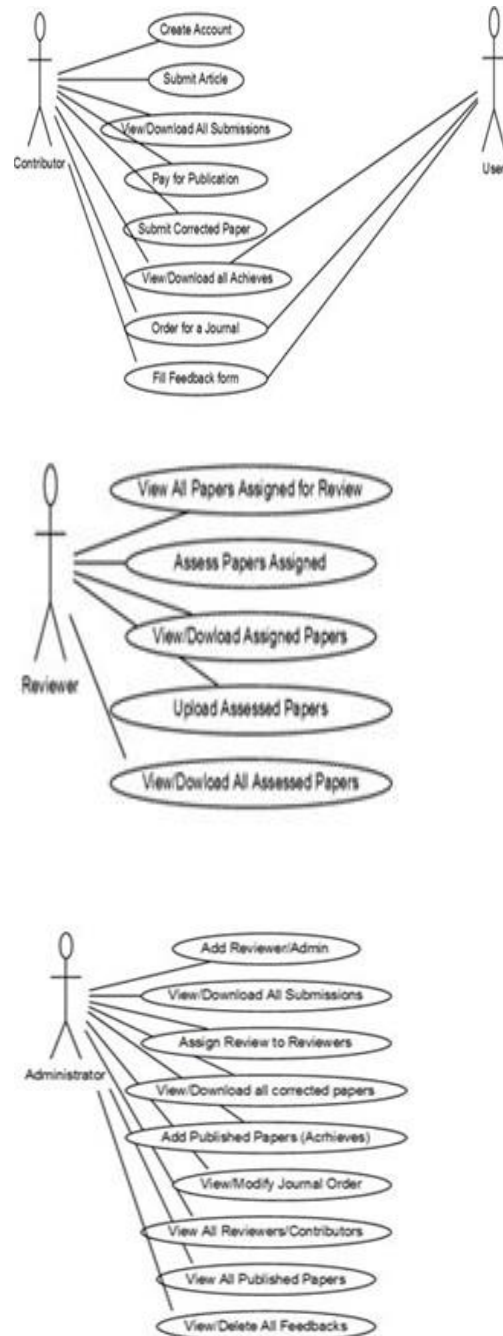 Create Account
Submit Article
View/Download All Submissions
Contributor
User
Pay for Publication
Submit Corrected Paper
View/Download all Achieves
Order for a Journal
Fill Feedback form
View All Papers Assigned for Review
Assess Papers Assigned
View/Dowload Assigned Papers
Reviewer
Upload Assessed Papers
View/Dowload All Assessed Papers
Add Reviewer/Admin
View/Download All Submissions
Assign Review to Reviewers
Administrator
View/Download all corrected papers
Add Published Papers (Acrhieves)
View/Modify Journal Order
View All Reviewers/Contributors
View All Published Papers
View/Delete All Feedbacks